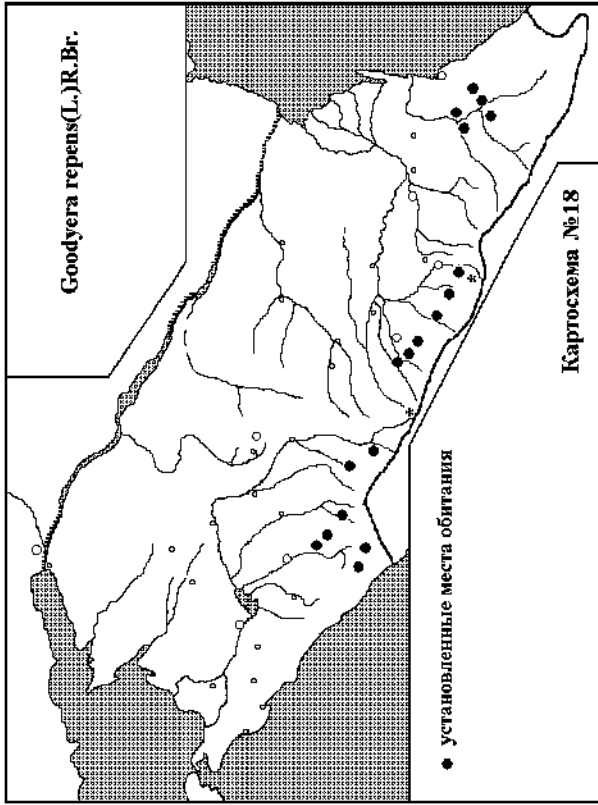 Goodyera repens(L.)R.Br.
Картосхема №18
● установленные места обитания